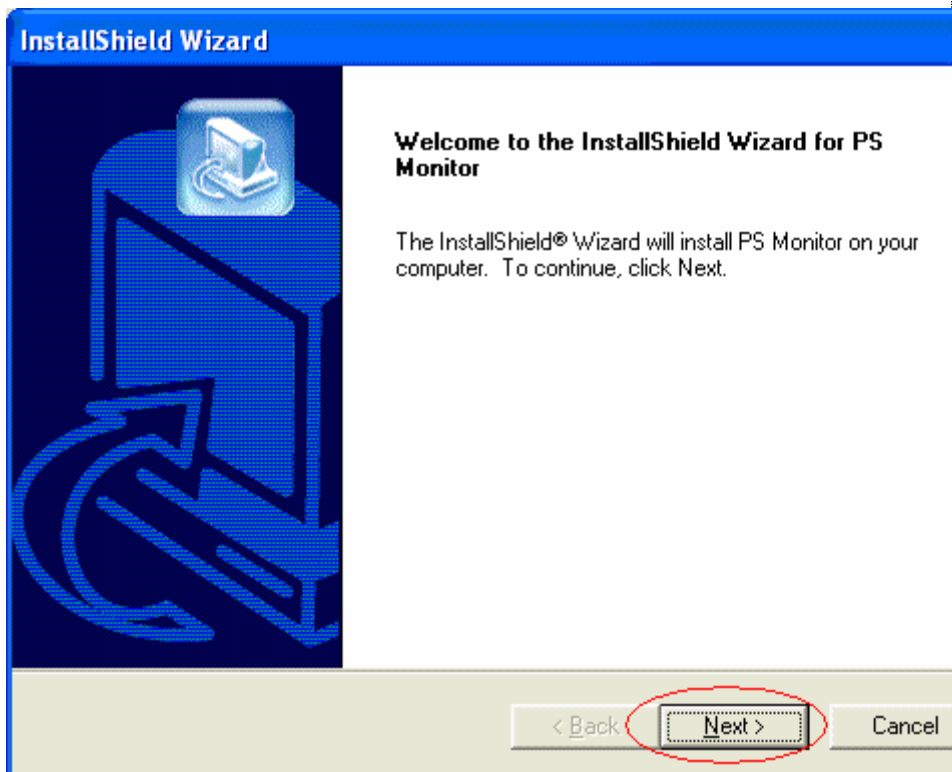 InstallShield Wizard
Welcome to the InstallShield Wizard for PS
Monitor
The InstallShield® Wizard will install PS Monitor on your
computer. To continue, click Next.
< Back
Next >
Cancel